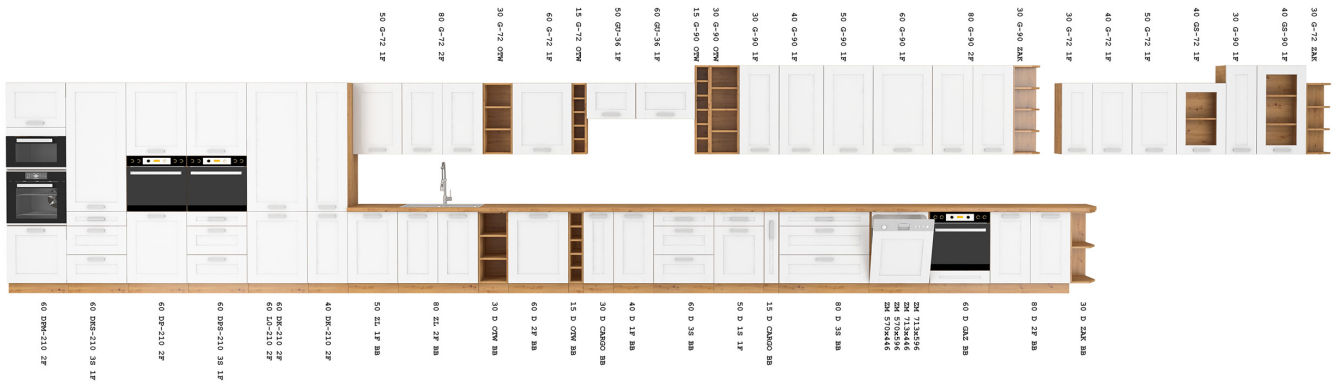 50 G-72 1F
80 G-72 2F
30 G-72 OTW
60 G-72 1F
15 G-72 OTW
50 GU-36 1F
60 GU-36 1F
15 G-90 OTW
30 G-90 OTW
30 G-90 1F
40 G-90 1F
50 G-90 1F
60 G-90 1F
80 G-90 2F
30 G-90 ZAK
30 G-72 1F
40 G-72 1F
50 G-72 1F
40 GS-72 1F
30 G-90 1F
40 GS-90 1F
30 G-72 ZAK
60 DPM-210 2F
60 DKS-210 3S 1F
60 DP-210 2F
60 DPS-210 3S 1F
60 DK-210 2F
60 LO-210 2F
40 DK-210 2F
50 ZL 1F BB
80 ZL 2F BB
30 D OTW BB
60 D 2F BB
15 D OTW BB
30 D CARGO BB
40 D 1F BB
60 D 3S BB
50 D 1S 1F
15 D CARGO BB
80 D 3S BB
ZM 713x596
ZM 713x446
ZM 570x596
ZM 570x446
60 D GAZ BB
80 D 2F BB
30 D ZAK BB